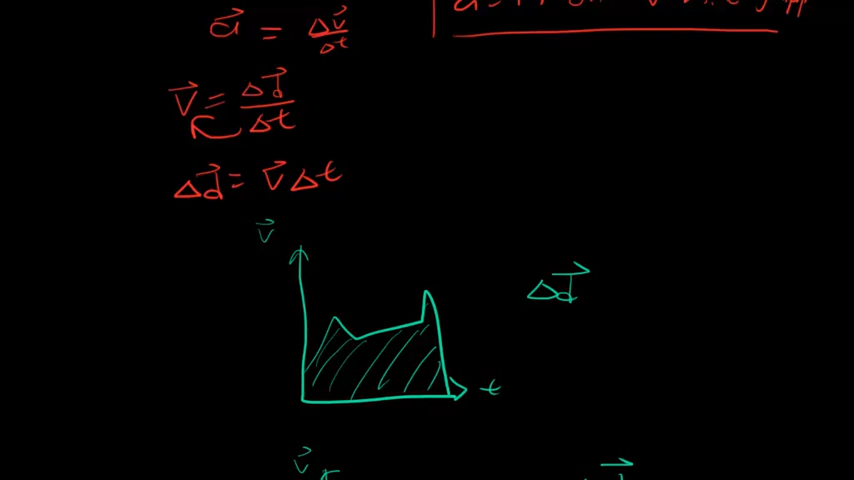 a⃗ = Δv⃗/Δt
v⃗ = Δd⃗/Δt
Δd⃗ = v⃗Δt
v⃗
Δd⃗
t
v⃗